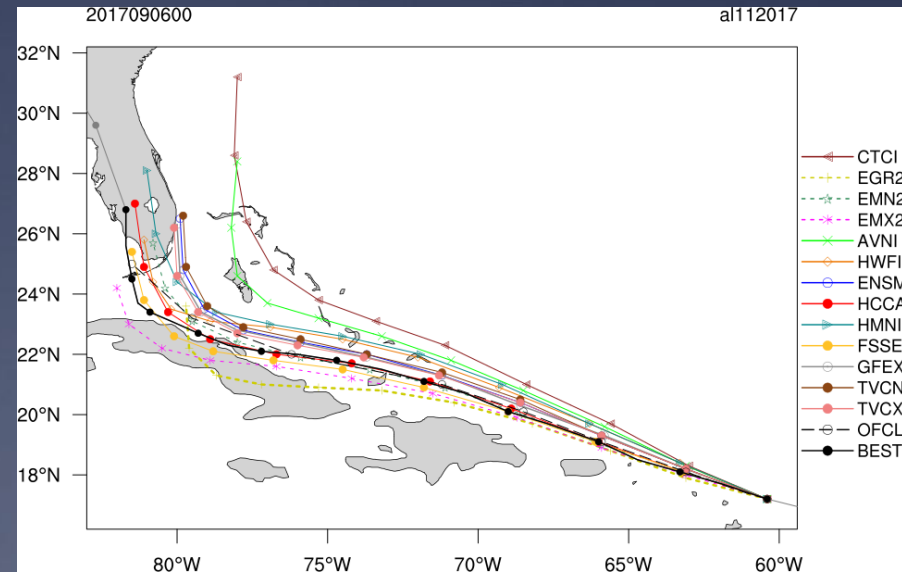 2017090600
al112017
32°N
30°N
28°N
26°N
24°N
22°N
20°N
18°N
80°W
75°W
70°W
65°W
60°W
CTCI
EGR2
EMN2
EMX2
AVNI
HWFI
ENSM
HCCA
HMNI
FSSE
GFEX
TVCN
TVCX
OFCL
BEST